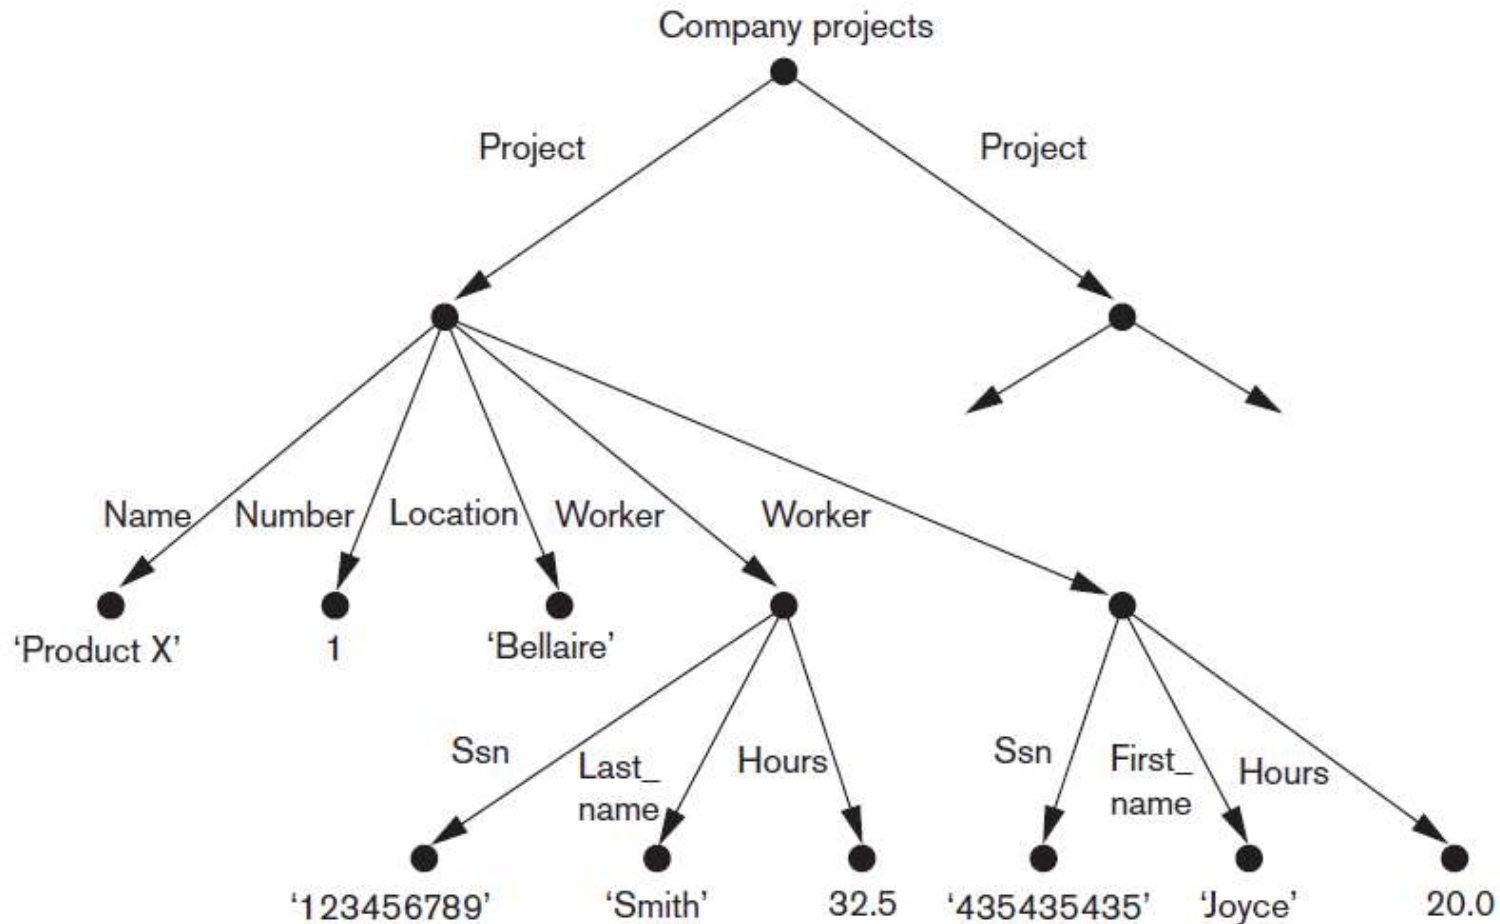 Company projects
Project
Project
Name
Number
Location
Worker
Worker
‘Product X’
1
‘Bellaire’
Ssn
Last_
name
Hours
Ssn
First_
name
Hours
‘123456789’
‘Smith’
32.5
‘435435435’
‘Joyce’
20.0